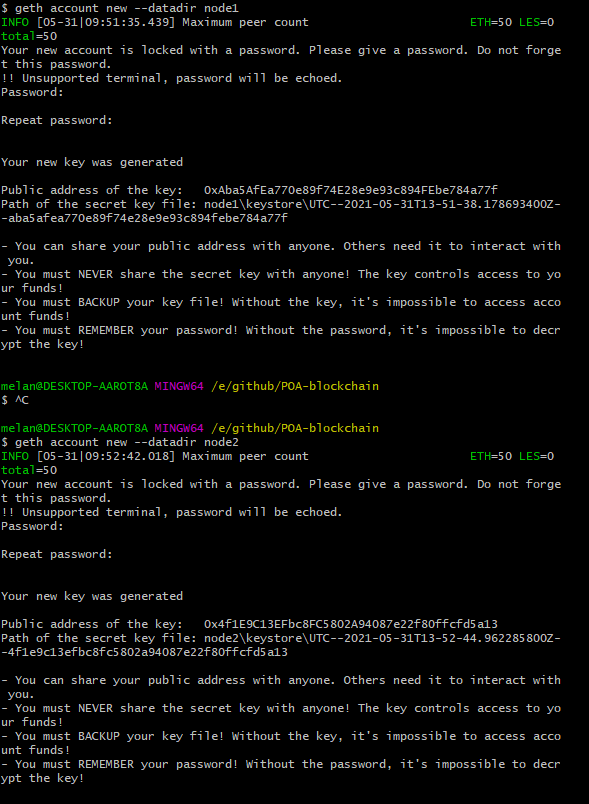 $ geth account new --datadir node1
INFO [05-31|09:51:35.439] Maximum peer count                       ETH=50 LES=0
total=50
Your new account is locked with a password. Please give a password. Do not forge
t this password.
!! Unsupported terminal, password will be echoed.
Password:
Repeat password:
Your new key was generated
Public address of the key:   0xAba5AfEa770e89f74E28e9e93c894FEbe784a77f
Path of the secret key file: node1\keystore\UTC--2021-05-31T13-51-38.178693400Z-
-aba5afea770e89f74e28e9e93c894febe784a77f
- You can share your public address with anyone. Others need it to interact with
 you.
- You must NEVER share the secret key with anyone! The key controls access to yo
ur funds!
- You must BACKUP your key file! Without the key, it's impossible to access acco
unt funds!
- You must REMEMBER your password! Without the password, it's impossible to decr
ypt the key!
melan@DESKTOP-AAROT8A MINGW64 /e/github/POA-blockchain
$ ^C
melan@DESKTOP-AAROT8A MINGW64 /e/github/POA-blockchain
$ geth account new --datadir node2
INFO [05-31|09:52:42.018] Maximum peer count                       ETH=50 LES=0
total=50
Your new account is locked with a password. Please give a password. Do not forge
t this password.
!! Unsupported terminal, password will be echoed.
Password:
Repeat password:
Your new key was generated
Public address of the key:   0x4f1E9C13EFbc8FC5802A94087e22f80ffcfd5a13
Path of the secret key file: node2\keystore\UTC--2021-05-31T13-52-44.962285800Z-
-4f1e9c13efbc8fc5802a94087e22f80ffcfd5a13
- You can share your public address with anyone. Others need it to interact with
 you.
- You must NEVER share the secret key with anyone! The key controls access to yo
ur funds!
- You must BACKUP your key file! Without the key, it's impossible to access acco
unt funds!
- You must REMEMBER your password! Without the password, it's impossible to decr
ypt the key!